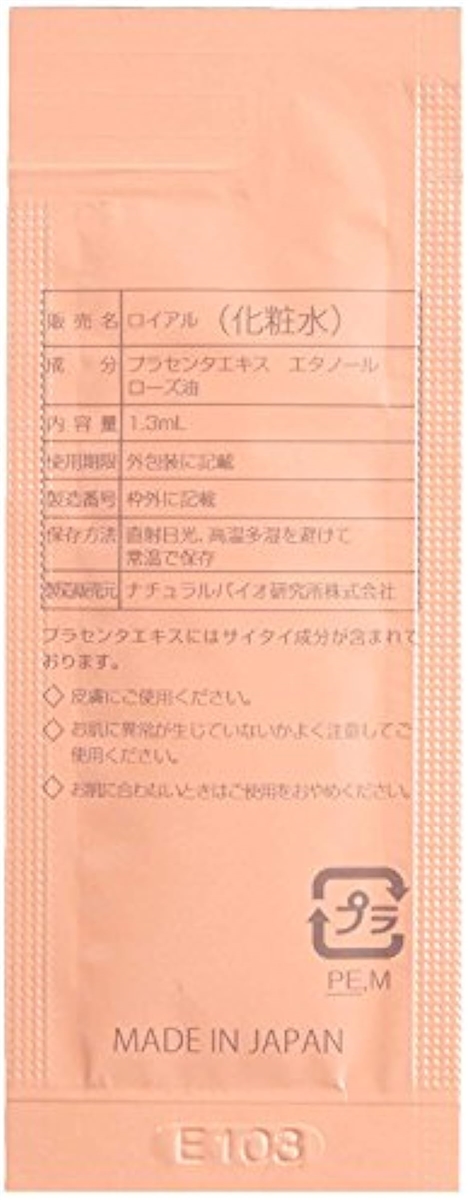 販売名 ロイアル（化粧水）
成分 プラセンタエキス エタノール
ローズ油
内容量 1.3mL
使用期限 外包装に記載
製造番号 枠外に記載
保存方法 直射日光、高温多湿を避けて
常温で保存
製造販売元 ナチュラルバイオ研究所株式会社
プラセンタエキスにはサイタイ成分が含まれて
おります。
◇ 皮膚にご使用ください。
◇ お肌に異常が生じていないかよく注意してご
使用ください。
◇ お肌に合わないときはご使用をおやめください。
プラ
PE,M
MADE IN JAPAN
E103